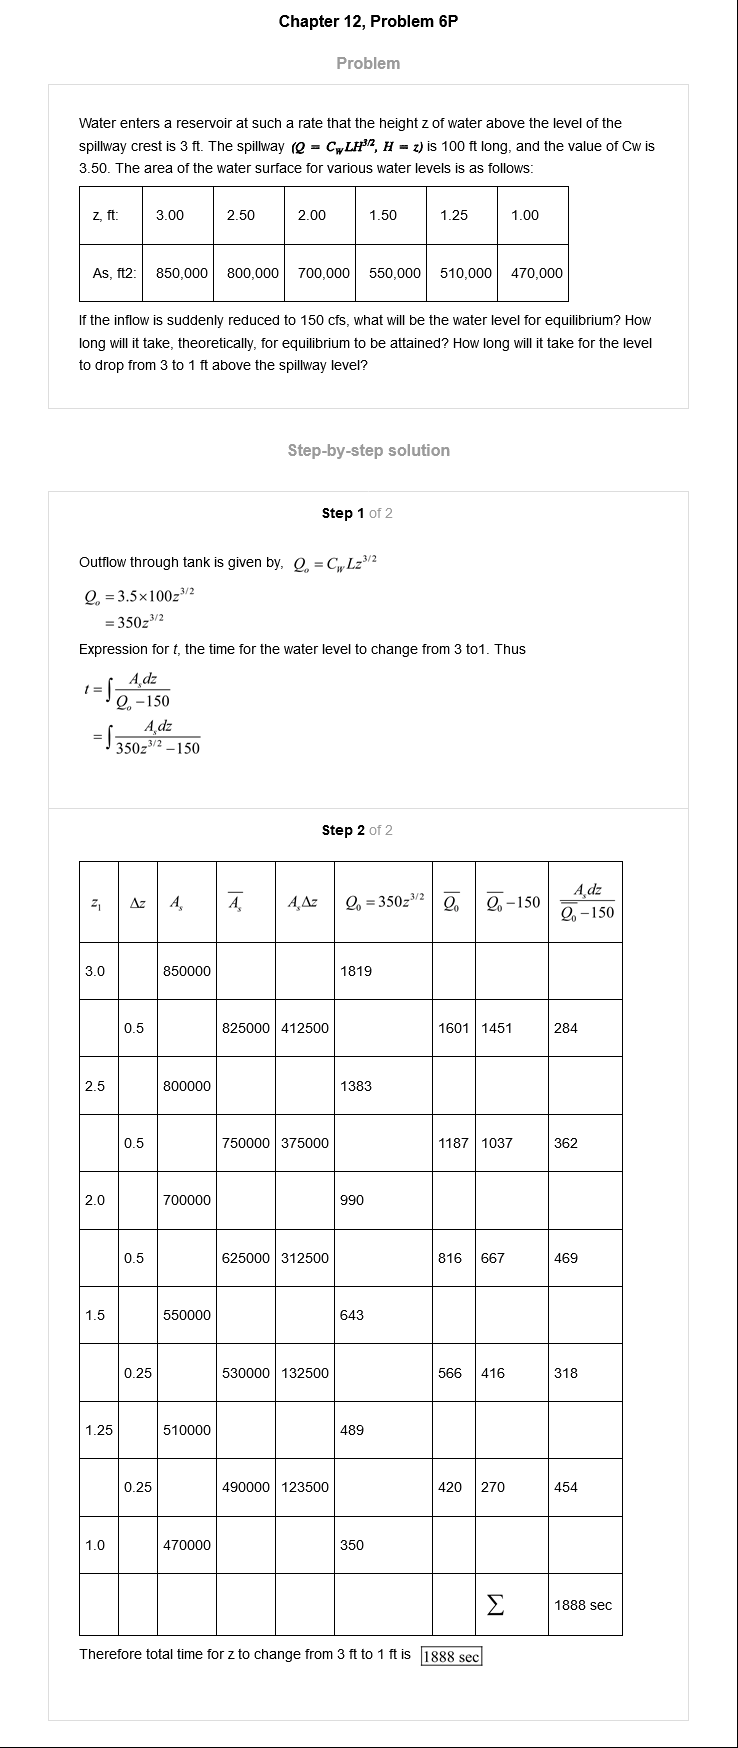 Chapter 12, Problem 6P
Problem
Water enters a reservoir at such a rate that the height z of water above the level of the
spillway crest is 3 ft. The spillway (Q = C_W LH^{3/2}, H = z) is 100 ft long, and the value of Cw is
3.50. The area of the water surface for various water levels is as follows:
z, ft: 3.00 2.50 2.00 1.50 1.25 1.00
As, ft2: 850,000 800,000 700,000 550,000 510,000 470,000
If the inflow is suddenly reduced to 150 cfs, what will be the water level for equilibrium? How
long will it take, theoretically, for equilibrium to be attained? How long will it take for the level
to drop from 3 to 1 ft above the spillway level?
Step-by-step solution
Step 1 of 2
Outflow through tank is given by, Q_o = C_W Lz^{3/2}
Q_o = 3.5×100z^{3/2}
= 350z^{3/2}
Expression for t, the time for the water level to change from 3 to1. Thus
t = ∫ A_s dz / (Q_o − 150)
= ∫ A_s dz / (350z^{3/2} − 150)
Step 2 of 2
z_1 Δz A_s \overline{A_s} A_sΔz Q_0 = 350z^{3/2} \overline{Q_0} \overline{Q_0} − 150 A_s dz / (\overline{Q_0} − 150)
3.0 850000 1819
0.5 825000 412500 1601 1451 284
2.5 800000 1383
0.5 750000 375000 1187 1037 362
2.0 700000 990
0.5 625000 312500 816 667 469
1.5 550000 643
0.25 530000 132500 566 416 318
1.25 510000 489
0.25 490000 123500 420 270 454
1.0 470000 350
Σ 1888 sec
Therefore total time for z to change from 3 ft to 1 ft is 1888 sec